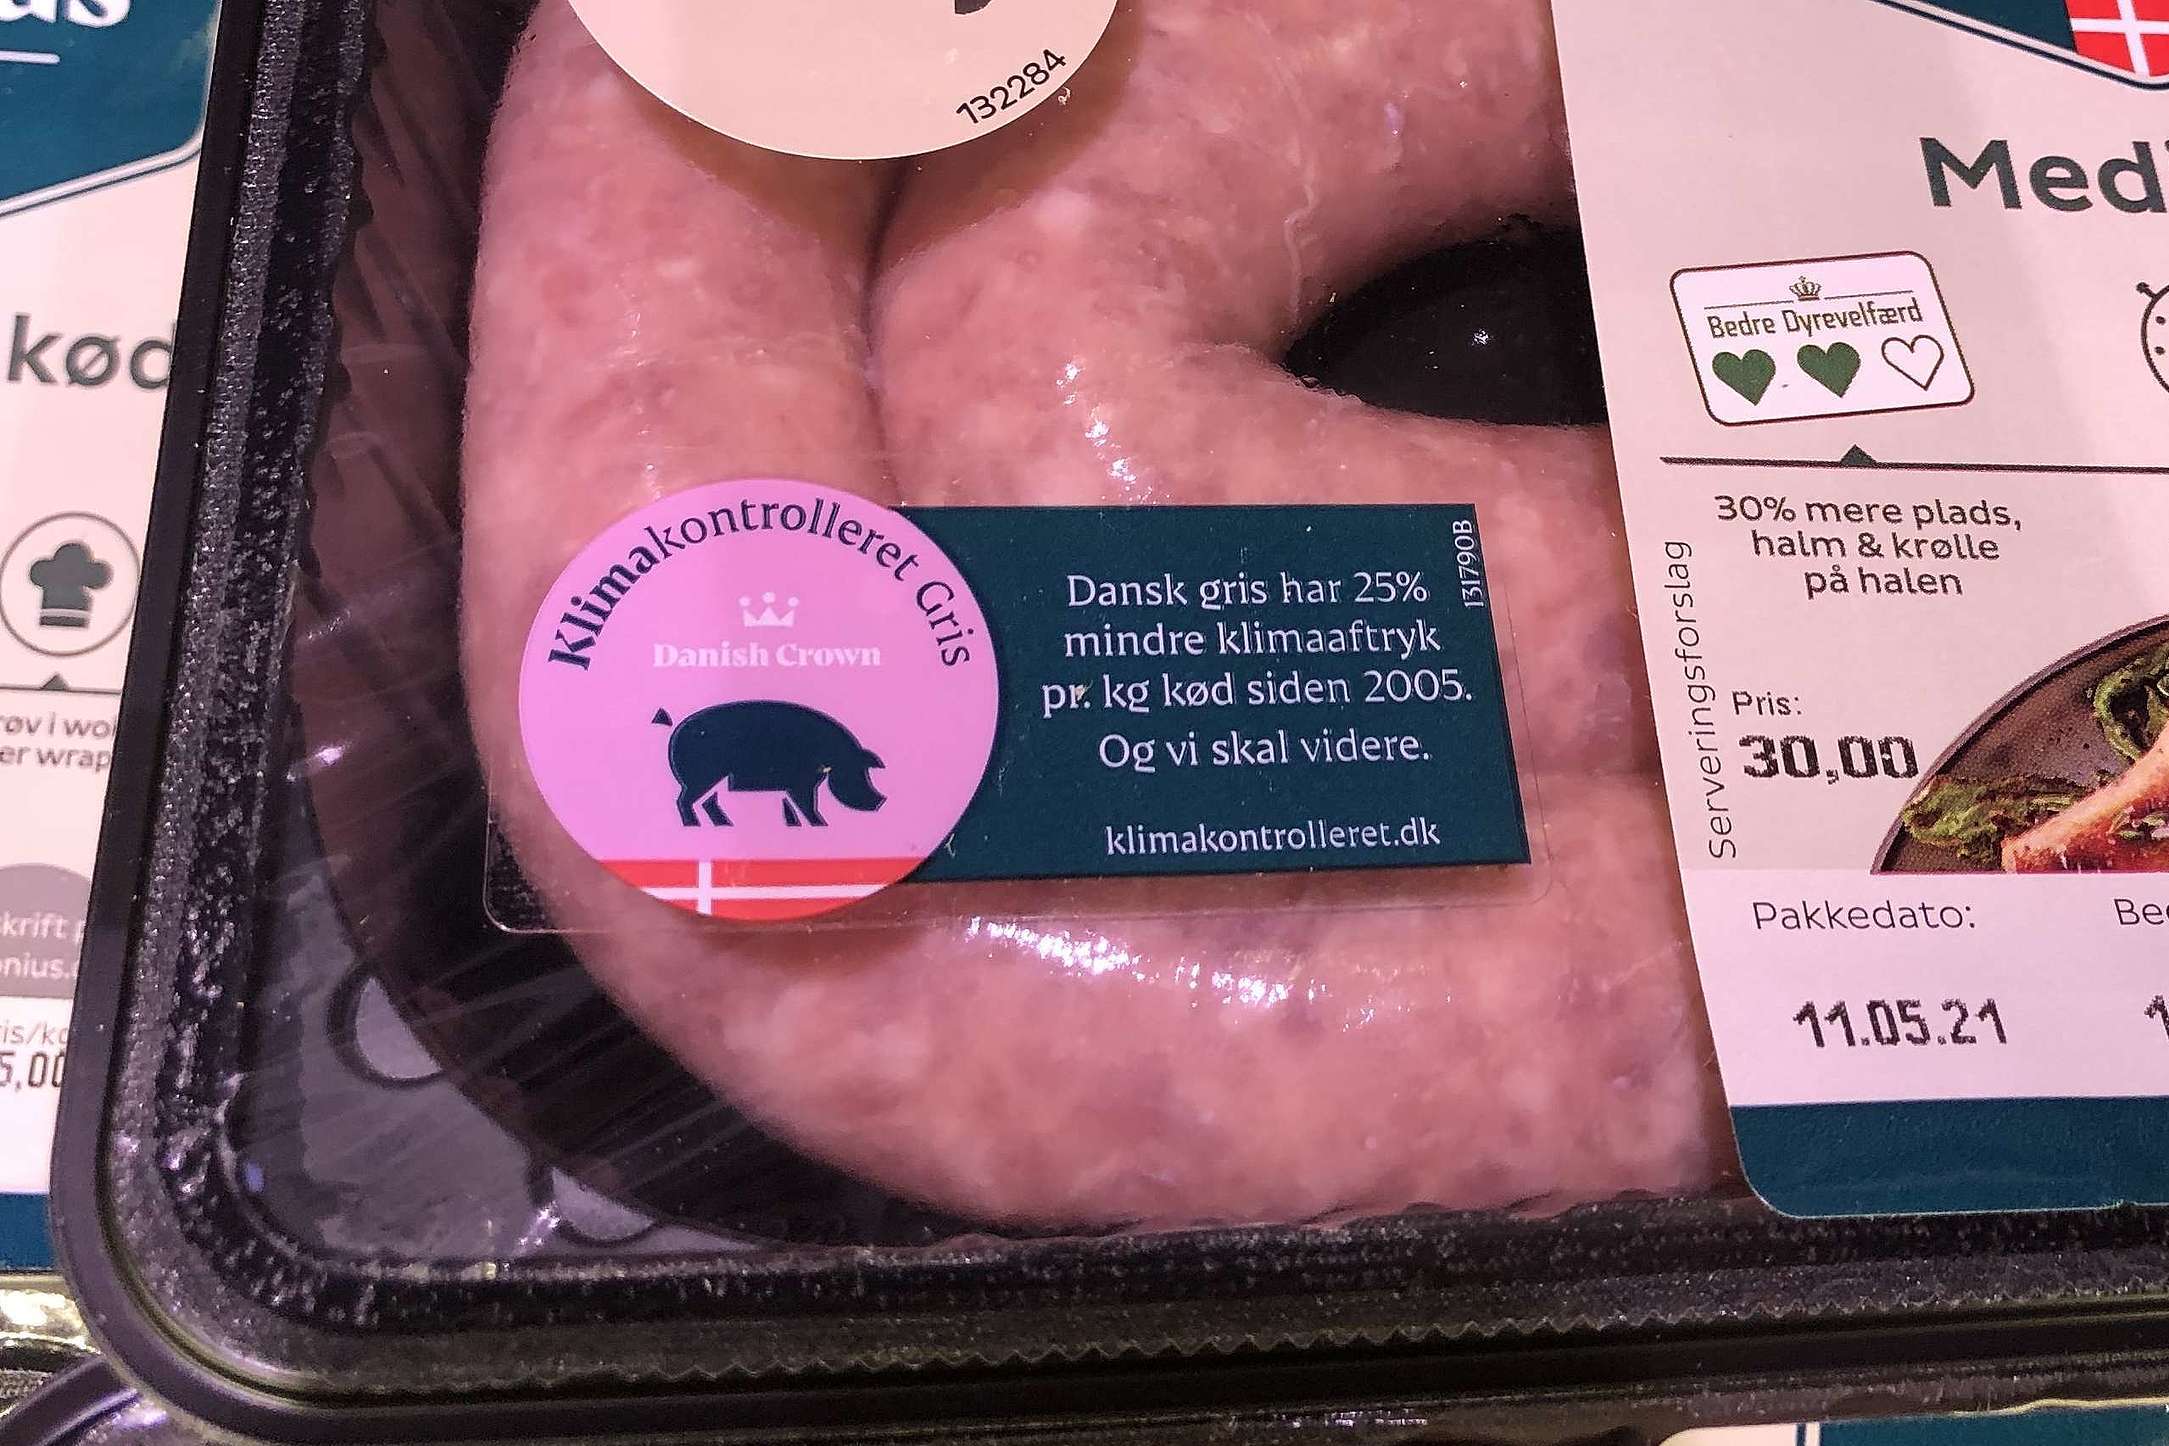 kød
132284
Klimakontrolleret Gris
Danish Crown
Dansk gris har 25%
mindre klimaaftryk
pr. kg kød siden 2005.
Og vi skal videre.
klimakontrolleret.dk
131790B
Bedre Dyrevelfærd
30% mere plads,
halm & krølle
på halen
Serveringsforslag
Pris:
30,00
Pakkedato:
11.05.21